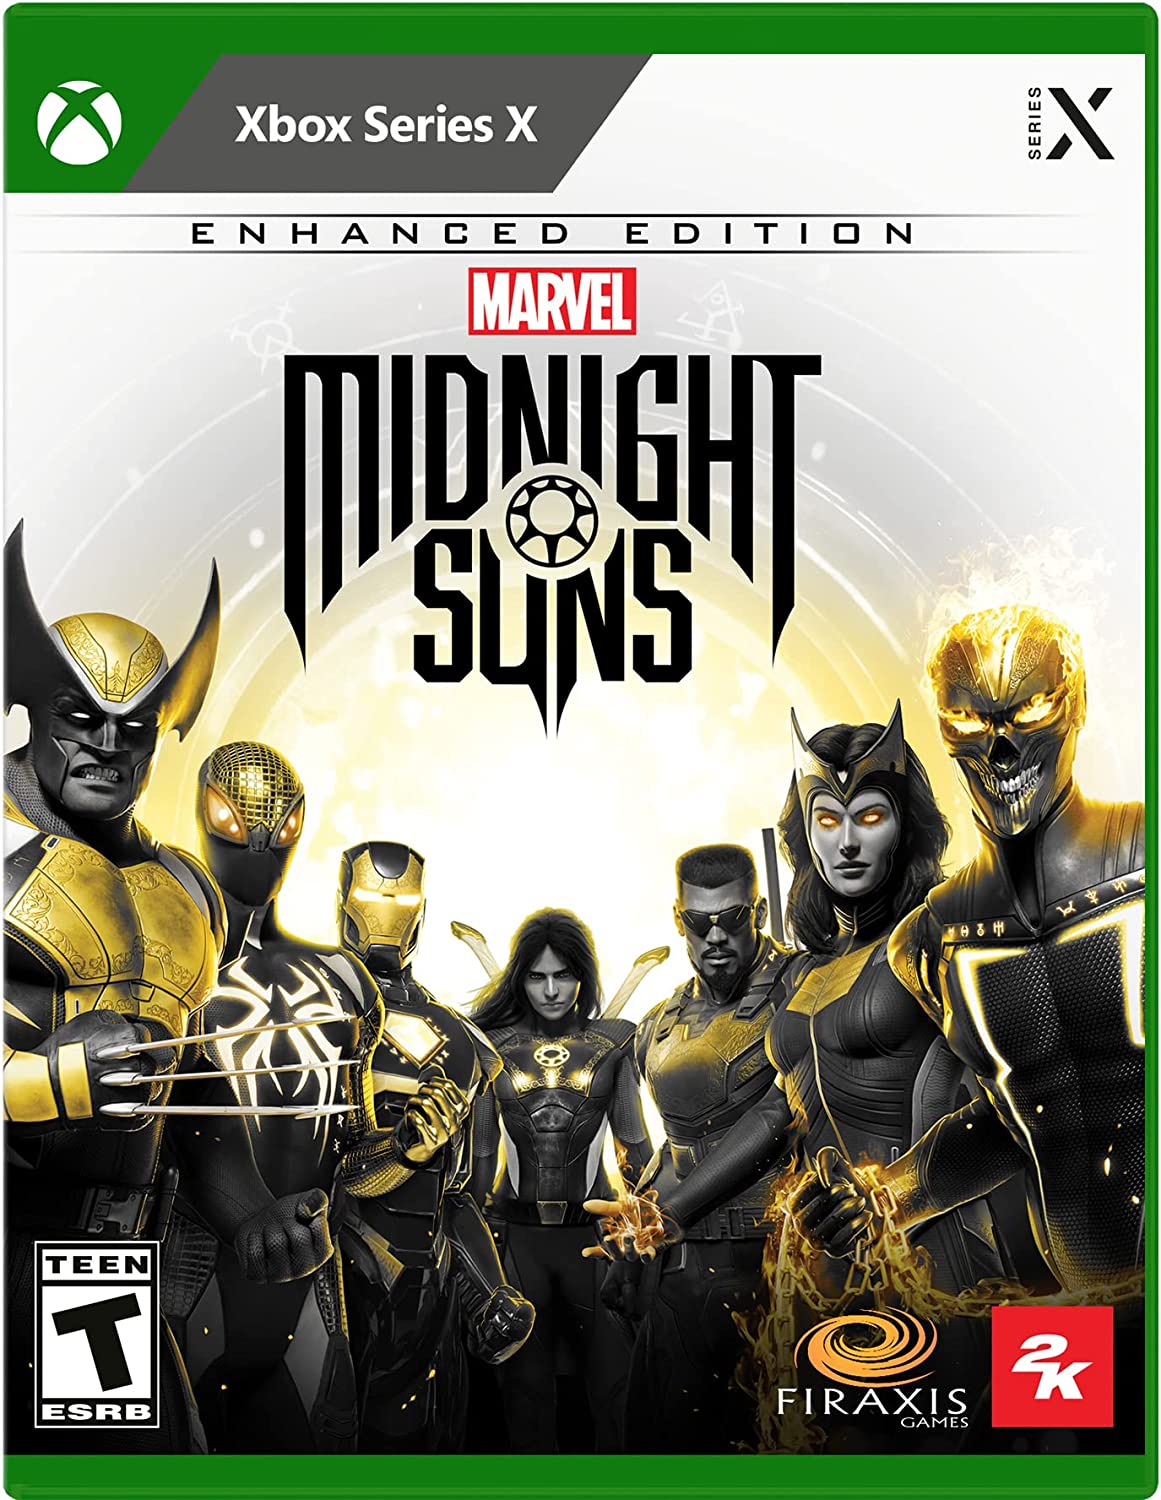 Xbox Series X
SERIES X
ENHANCED EDITION
MARVEL
MIDNIGHT
SUNS
TEEN
T
ESRB
FIRAXIS
GAMES
2K